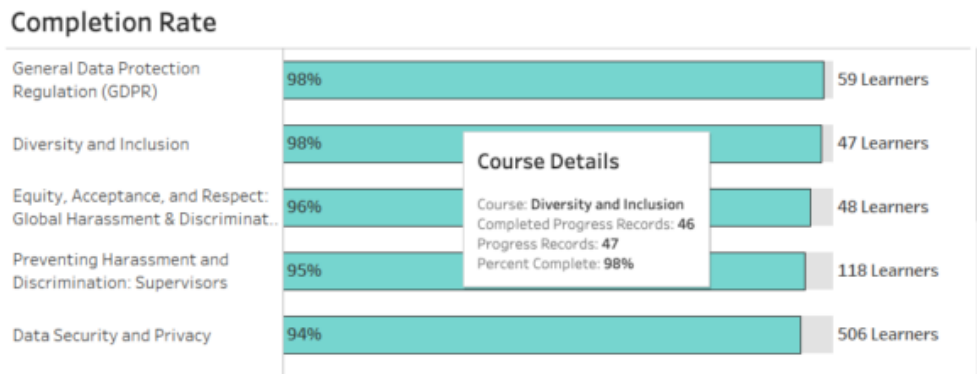 Completion Rate
General Data Protection
Regulation (GDPR)
98%
59 Learners
Diversity and Inclusion
98%
47 Learners
Equity, Acceptance, and Respect:
Global Harassment & Discriminat..
96%
48 Learners
Preventing Harassment and
Discrimination: Supervisors
95%
118 Learners
Data Security and Privacy
94%
506 Learners
Course Details
Course: Diversity and Inclusion
Completed Progress Records: 46
Progress Records: 47
Percent Complete: 98%